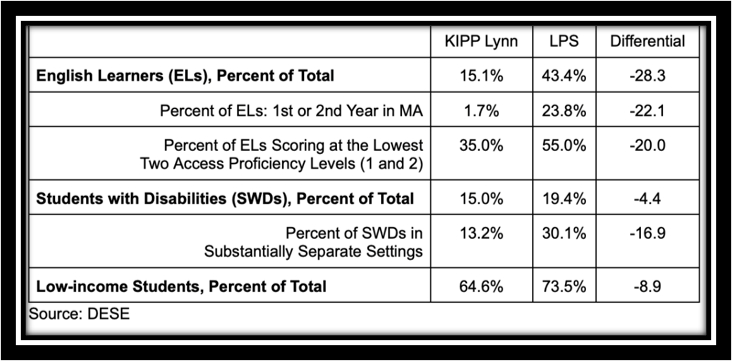 KIPP Lynn LPS Differential
English Learners (ELs), Percent of Total 15.1% 43.4% -28.3
Percent of ELs: 1st or 2nd Year in MA 1.7% 23.8% -22.1
Percent of ELs Scoring at the Lowest 35.0% 55.0% -20.0
Two Access Proficiency Levels (1 and 2)
Students with Disabilities (SWDs), Percent of Total 15.0% 19.4% -4.4
Percent of SWDs in 13.2% 30.1% -16.9
Substantially Separate Settings
Low-income Students, Percent of Total 64.6% 73.5% -8.9
Source: DESE